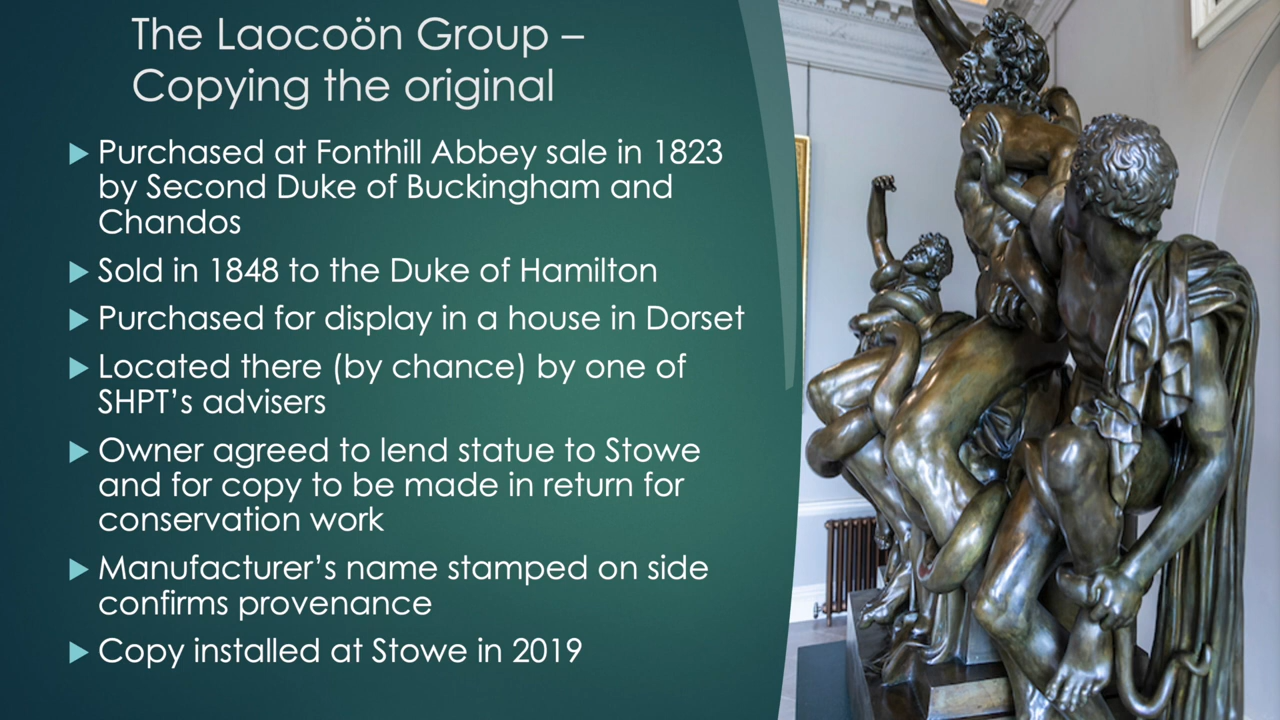 The Laocoön Group –
Copying the original
Purchased at Fonthill Abbey sale in 1823
by Second Duke of Buckingham and
Chandos
Sold in 1848 to the Duke of Hamilton
Purchased for display in a house in Dorset
Located there (by chance) by one of
SHPT’s advisers
Owner agreed to lend statue to Stowe
and for copy to be made in return for
conservation work
Manufacturer’s name stamped on side
confirms provenance
Copy installed at Stowe in 2019